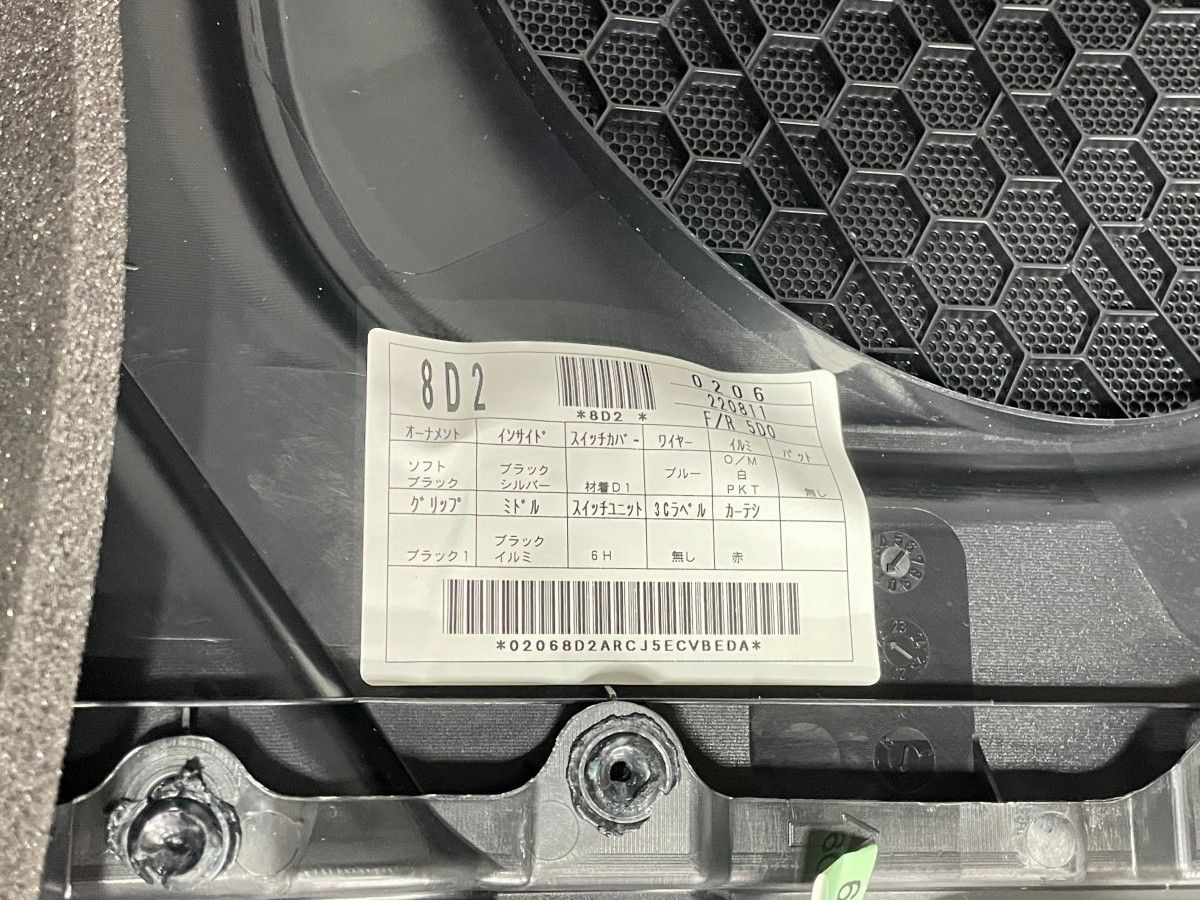 8D2
*8D2 *
0206
220811
F/R 5D0
オーナメント インサイド スイッチカバー ワイヤー イルミ パット
ソフト ブラック O/M
ブラック シルバー 材着D1 ブルー 白 無し
PKT
グリップ ミドル スイッチユニット 3Cラベル カーテシ
ブラック
ブラック1 イルミ 6H 無し 赤
*02068D2ARCJ5ECVBEDA*